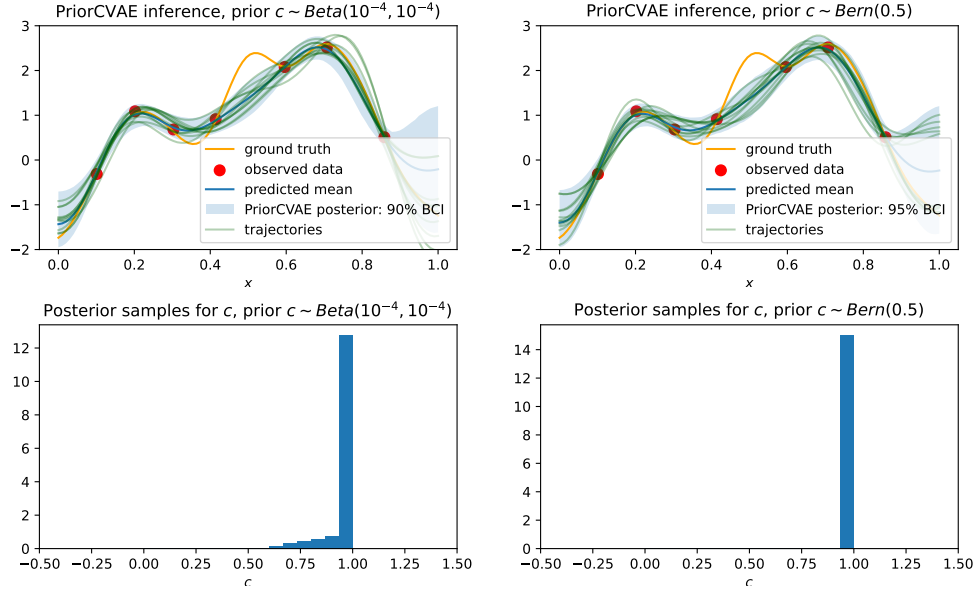 PriorCVAE inference, prior c ~ Beta(10⁻⁴, 10⁻⁴)
3
2
1
0
−1
−2
ground truth
observed data
predicted mean
PriorCVAE posterior: 90% BCI
trajectories
0.0 0.2 0.4 0.6 0.8 1.0
x
PriorCVAE inference, prior c ~ Bern(0.5)
3
2
1
0
−1
−2
ground truth
observed data
predicted mean
PriorCVAE posterior: 95% BCI
trajectories
0.0 0.2 0.4 0.6 0.8 1.0
x
Posterior samples for c, prior c ~ Beta(10⁻⁴, 10⁻⁴)
12
10
8
6
4
2
0
−0.50 −0.25 0.00 0.25 0.50 0.75 1.00 1.25 1.50
c
Posterior samples for c, prior c ~ Bern(0.5)
14
12
10
8
6
4
2
0
−0.50 −0.25 0.00 0.25 0.50 0.75 1.00 1.25 1.50
c